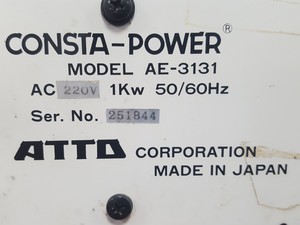 CONSTA-POWER®
MODEL AE-3131
AC 220V 1Kw 50/60Hz
Ser. No. 251844
ATTO CORPORATION
MADE IN JAPAN